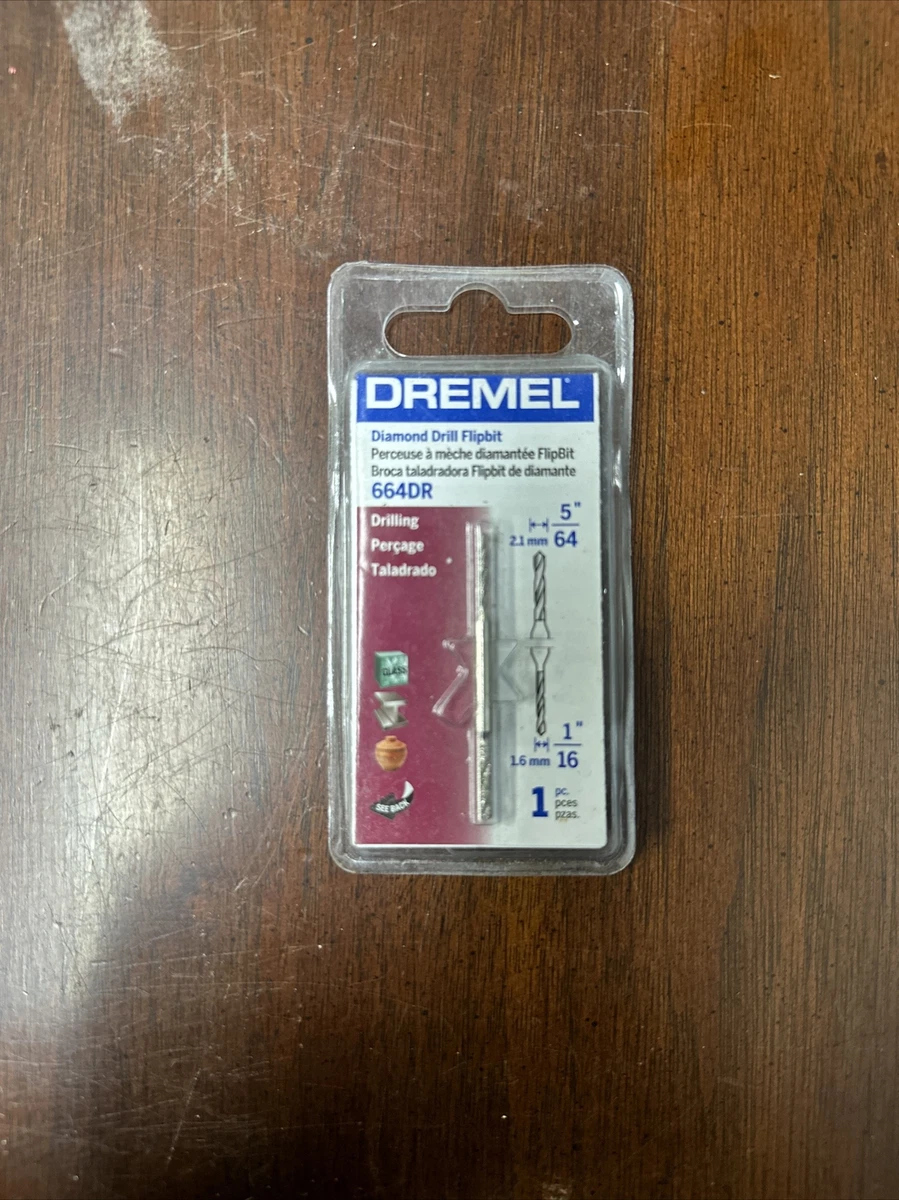 DREMEL®
Diamond Drill Flipbit
Perceuse à mèche diamantée FlipBit
Broca taladradora Flipbit de diamante
664DR
Drilling
Perçage
Taladrado
5"
2.1 mm 64
GLASS
1"
1.6 mm 16
SEE BACK
1 pc.
pces
pzas.